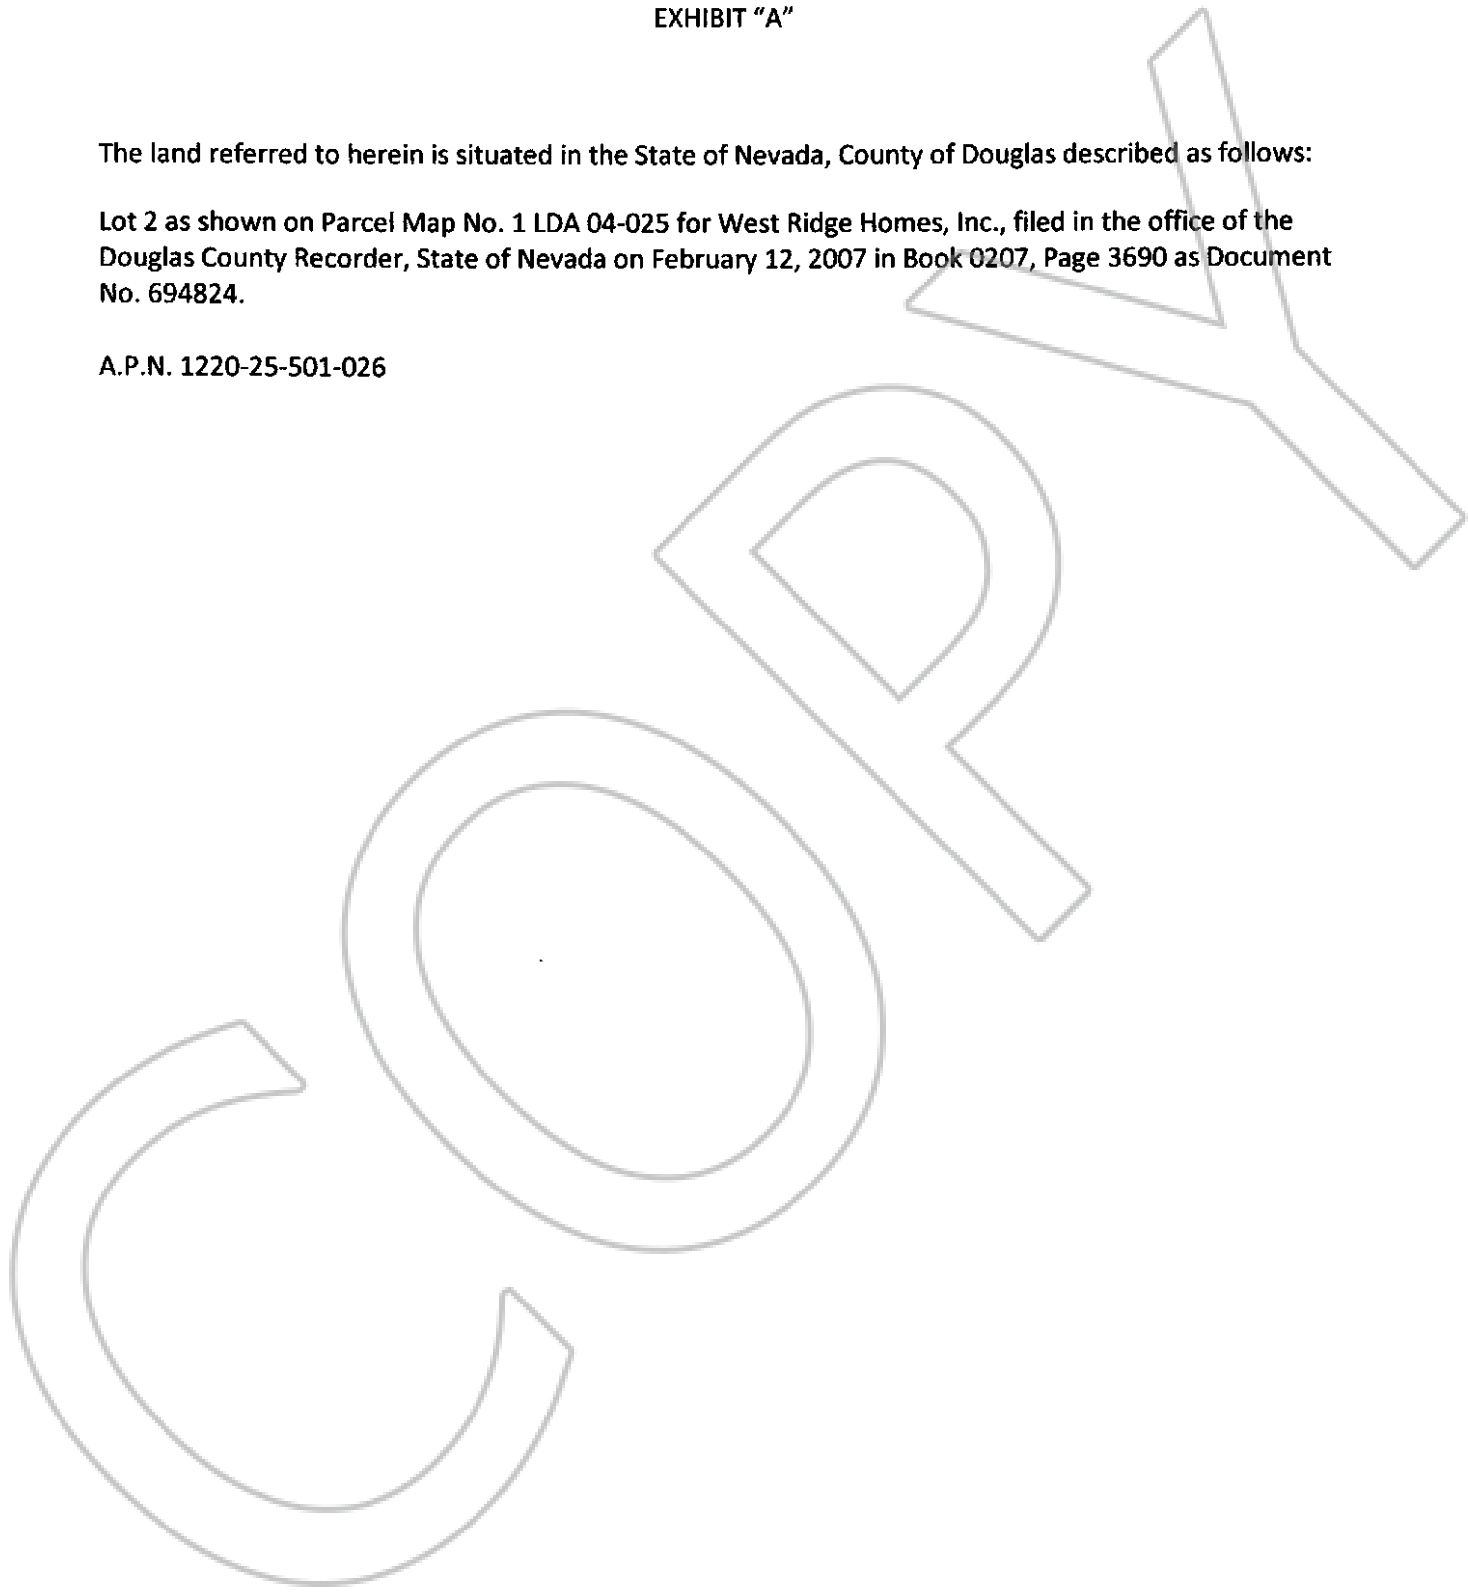 EXHIBIT “A”
The land referred to herein is situated in the State of Nevada, County of Douglas described as follows:
Lot 2 as shown on Parcel Map No. 1 LDA 04-025 for West Ridge Homes, Inc., filed in the office of the
Douglas County Recorder, State of Nevada on February 12, 2007 in Book 0207, Page 3690 as Document
No. 694824.
A.P.N. 1220-25-501-026
COPY